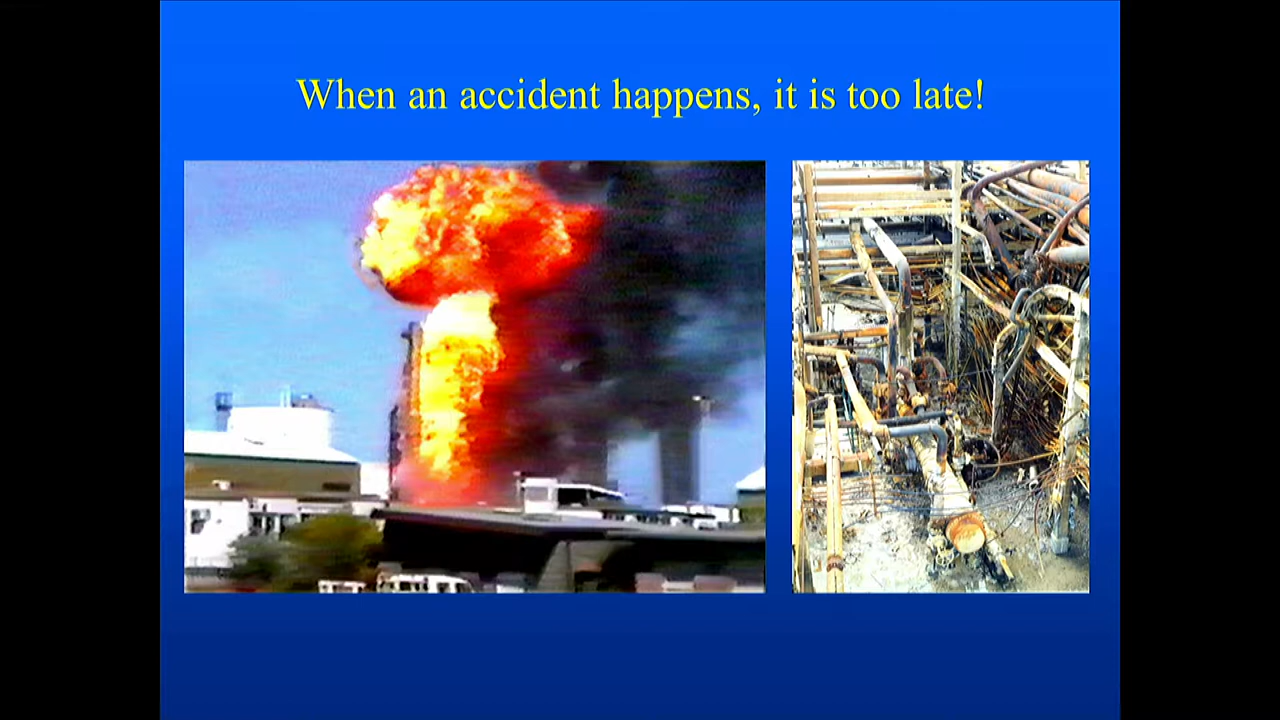 When an accident happens, it is too late!